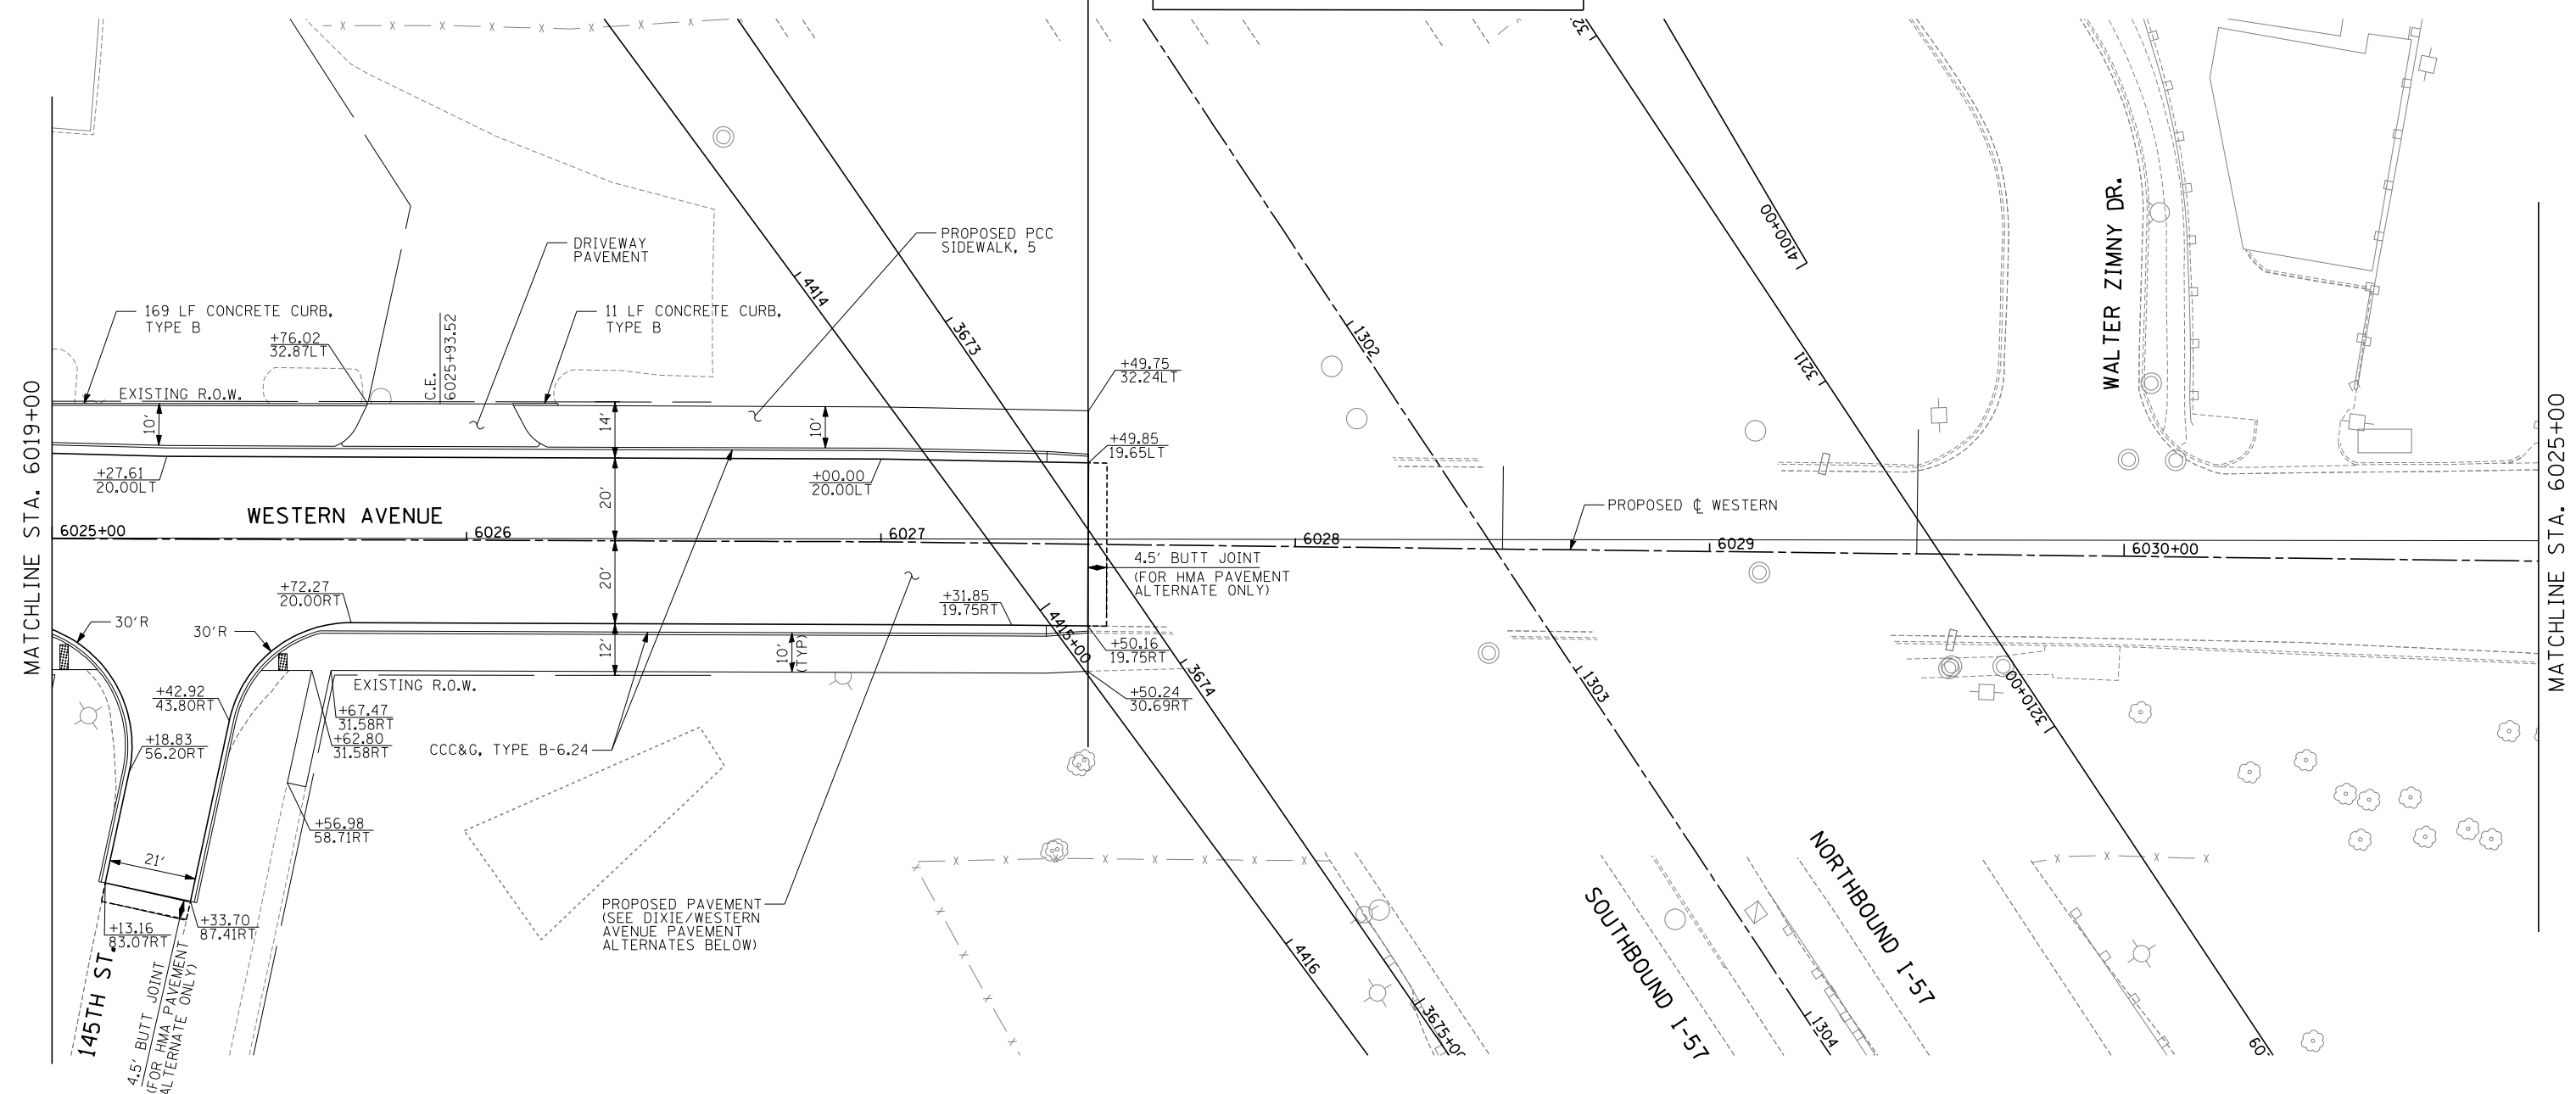 32
4100+00
WALTER ZIMNY DR.
PROPOSED PCC
SIDEWALK, 5
DRIVEWAY
PAVEMENT
4414
3673
1302
3211
169 LF CONCRETE CURB,
TYPE B
11 LF CONCRETE CURB,
TYPE B
+76.02
32.87LT
C.E.
6025+93.52
+49.75
32.24LT
EXISTING R.O.W.
10'
14'
10'
+49.85
19.65LT
+27.61
20.00LT
+00.00
20.00LT
20'
MATCHLINE STA. 6019+00
MATCHLINE STA. 6025+00
WESTERN AVENUE
PROPOSED ℄ WESTERN
6025+00
6026
6027
6028
6029
6030+00
4.5' BUTT JOINT
(FOR HMA PAVEMENT
ALTERNATE ONLY)
20'
+72.27
20.00RT
+31.85
19.75RT
30'R
30'R
12'
10'
(TYP)
4415+00
+50.16
19.75RT
3674
1303
3210+00
EXISTING R.O.W.
+42.92
43.80RT
+50.24
30.69RT
+67.47
31.58RT
+62.80
31.58RT
+18.83
56.20RT
CCC&G, TYPE B-6.24
+56.98
58.71RT
21'
PROPOSED PAVEMENT
(SEE DIXIE/WESTERN
AVENUE PAVEMENT
ALTERNATES BELOW)
+33.70
87.41RT
+13.16
83.07RT
145TH ST.
4.5' BUTT JOINT
(FOR HMA PAVEMENT
ALTERNATE ONLY)
4416
3675+00
SOUTHBOUND I-57
NORTHBOUND I-57
1304
60